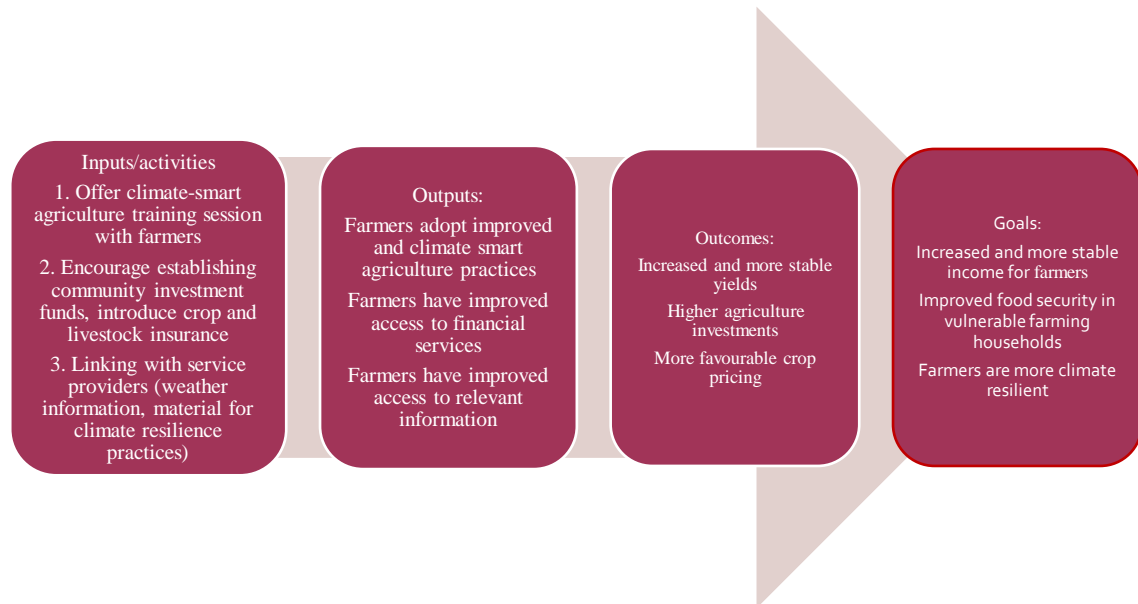 Inputs/activities
1. Offer climate-smart
agriculture training session
with farmers
2. Encourage establishing
community investment
funds, introduce crop and
livestock insurance
3. Linking with service
providers (weather
information, material for
climate resilience
practices)
Outputs:
Farmers adopt improved
and climate smart
agriculture practices
Farmers have improved
access to financial
services
Farmers have improved
access to relevant
information
Outcomes:
Increased and more stable
yields
Higher agriculture
investments
More favourable crop
pricing
Goals:
Increased and more stable
income for farmers
Improved food security in
vulnerable farming
households
Farmers are more climate
resilient